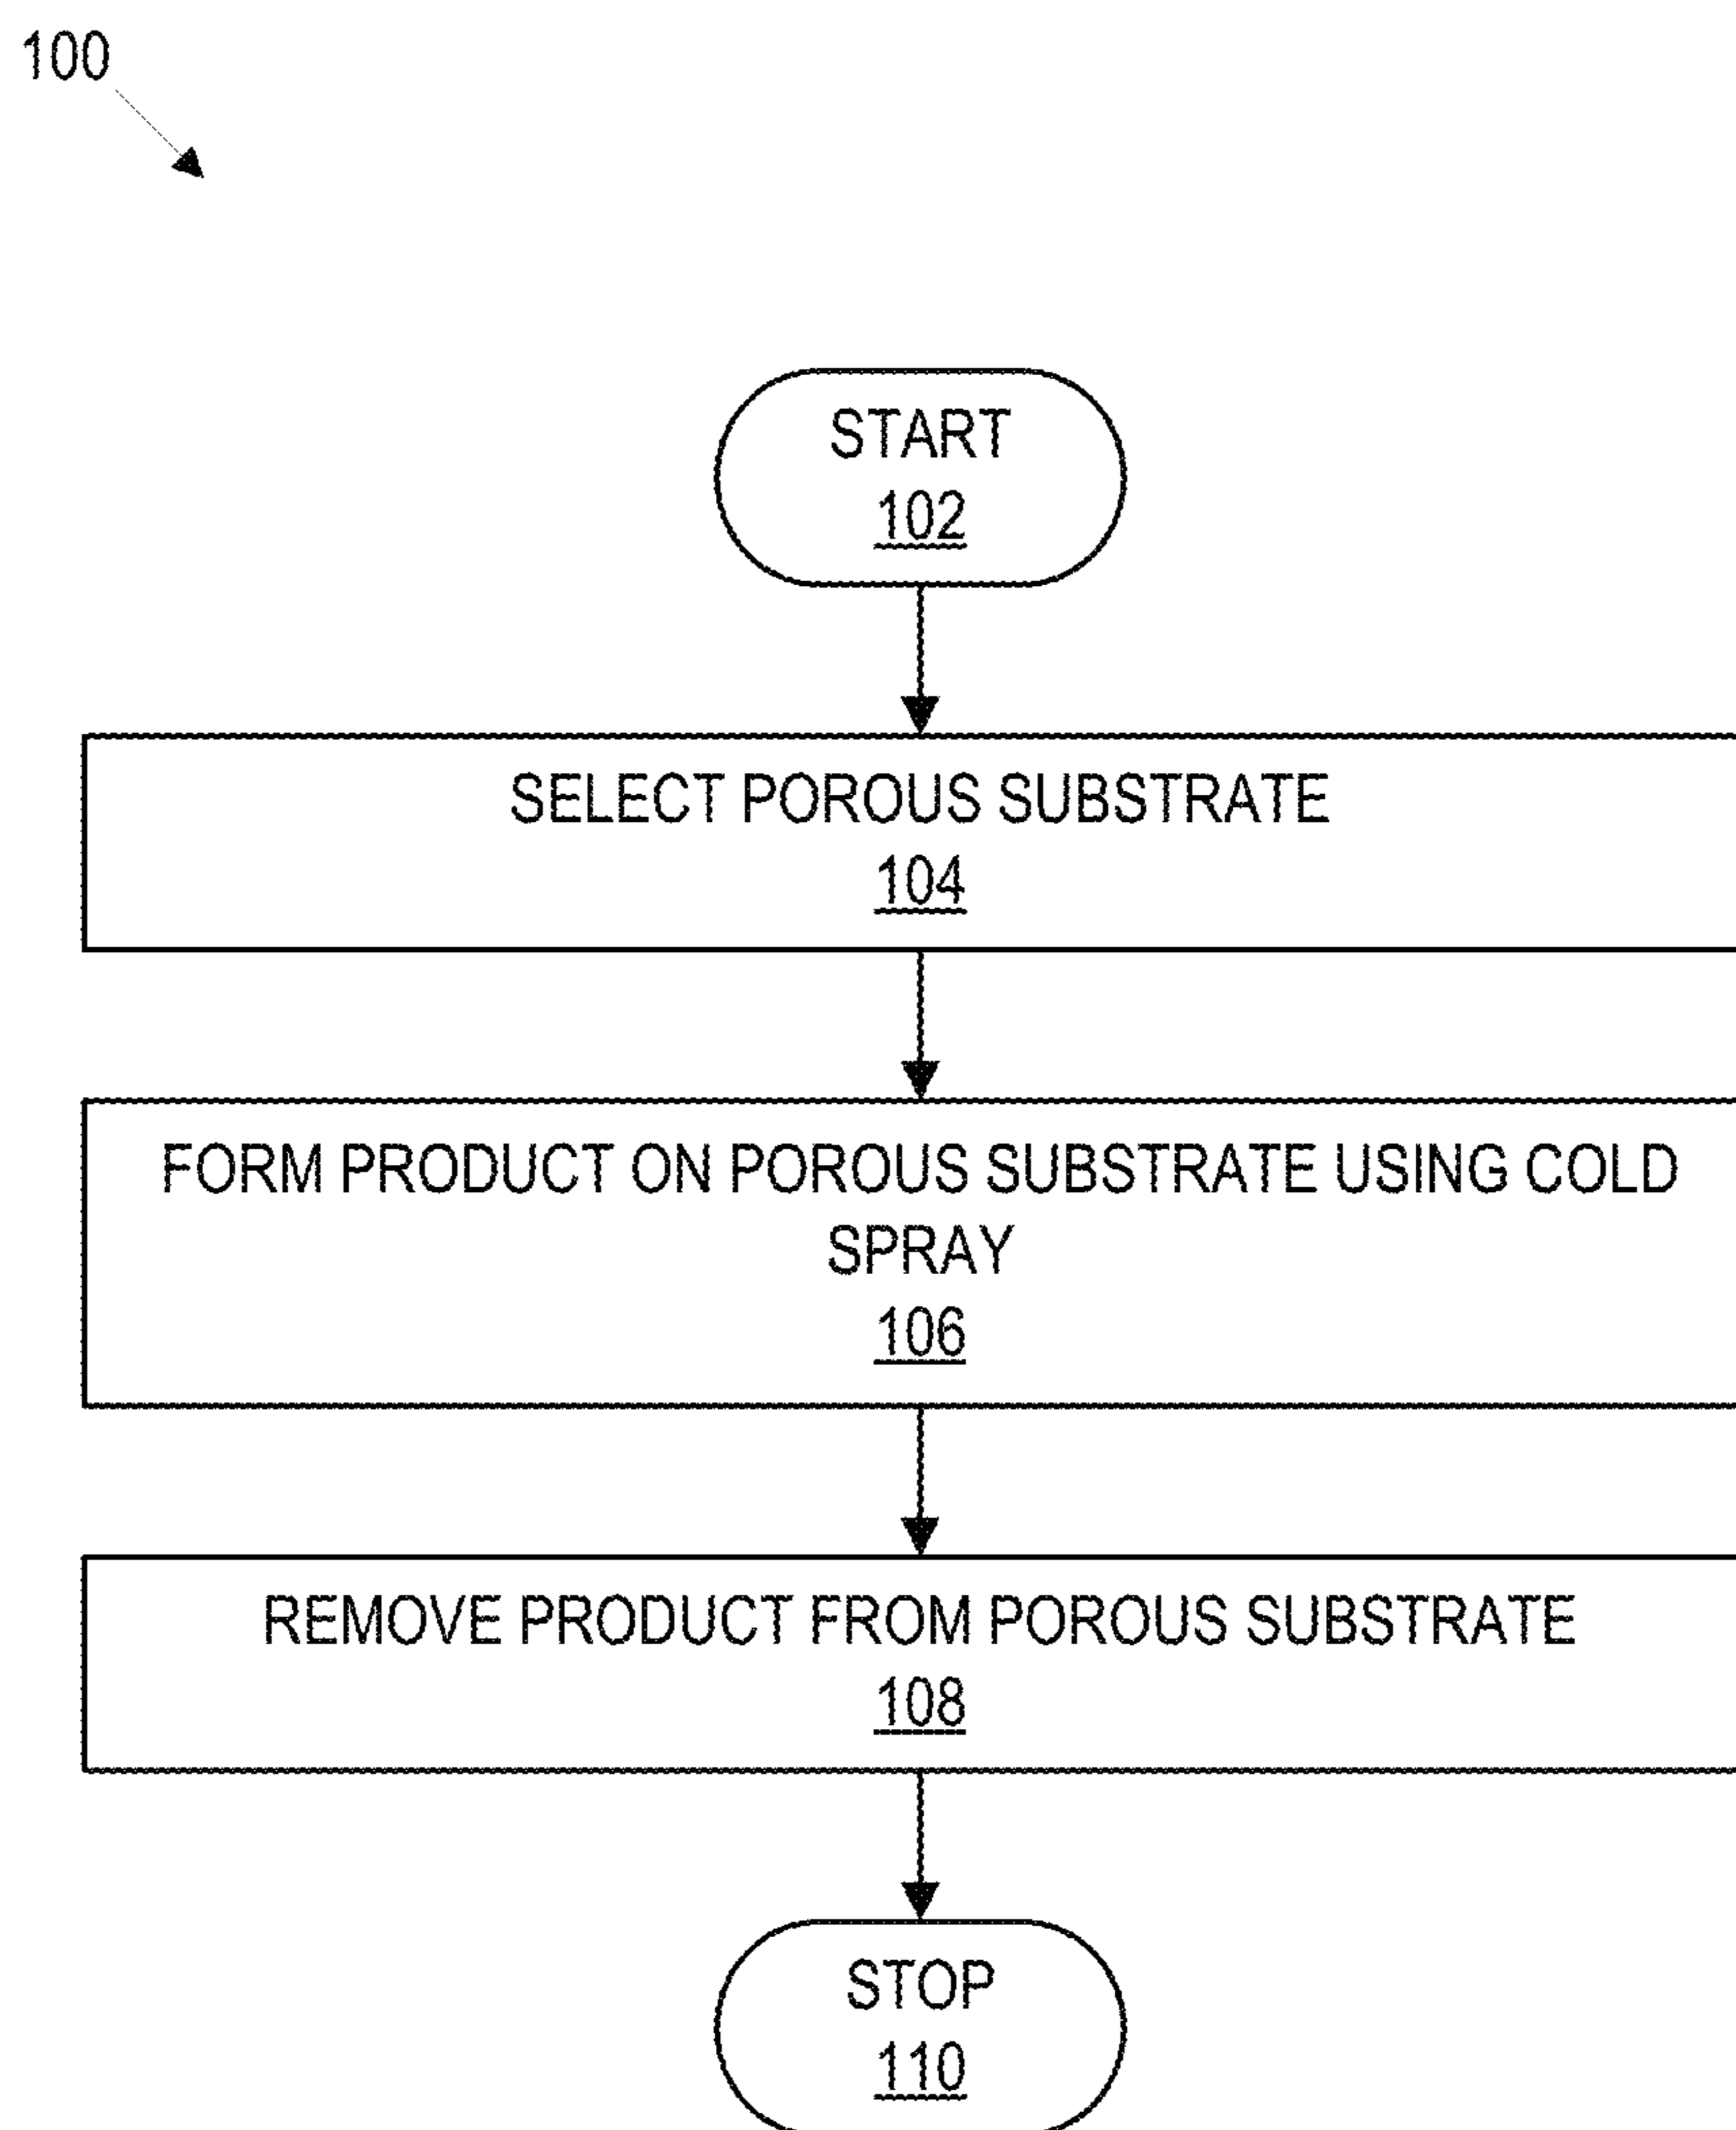 100
START
102
SELECT POROUS SUBSTRATE
104
FORM PRODUCT ON POROUS SUBSTRATE USING COLD
SPRAY
106
REMOVE PRODUCT FROM POROUS SUBSTRATE
108
STOP
110